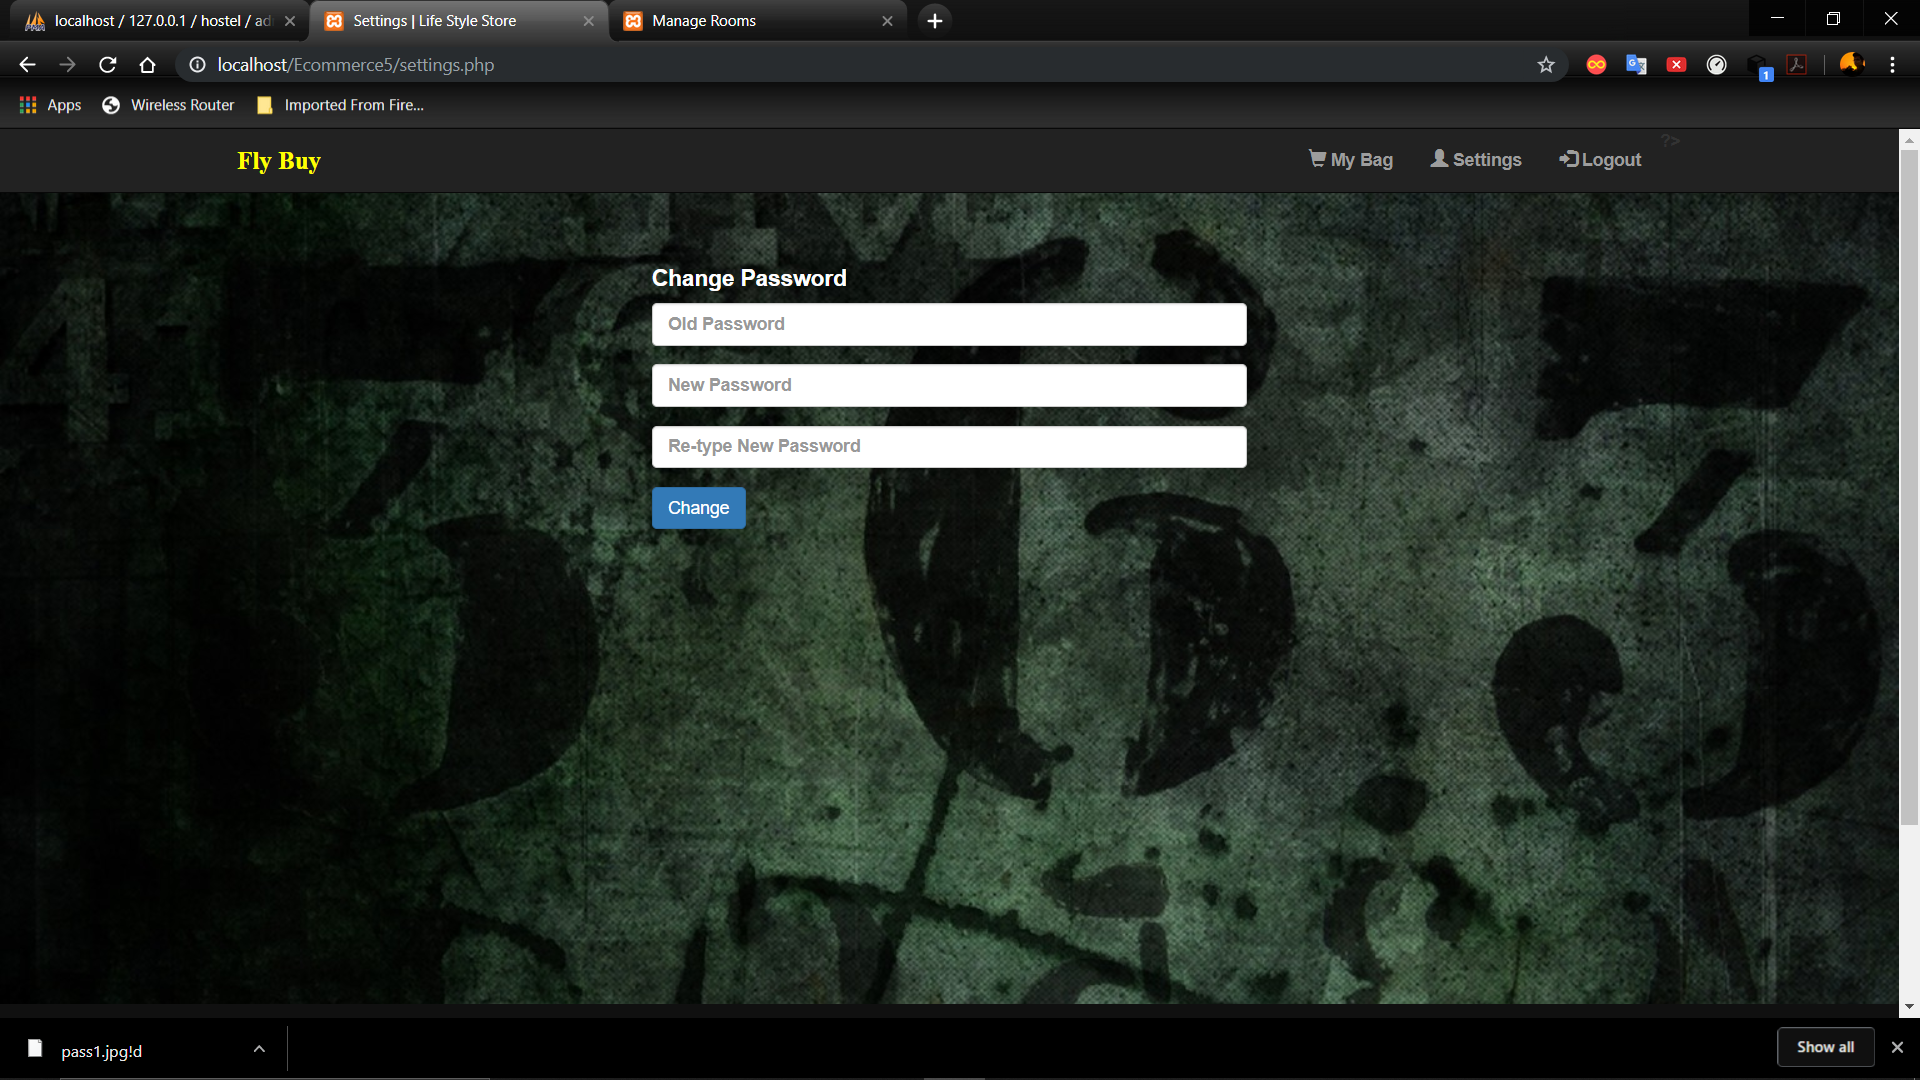 localhost / 127.0.0.1 / hostel / ad
Settings | Life Style Store
Manage Rooms
localhost/Ecommerce5/settings.php
1
Apps
Wireless Router
Imported From Fire...
Fly Buy
My Bag
Settings
Logout
?>
Change Password
Old Password
New Password
Re-type New Password
Change
pass1.jpg!d
Show all